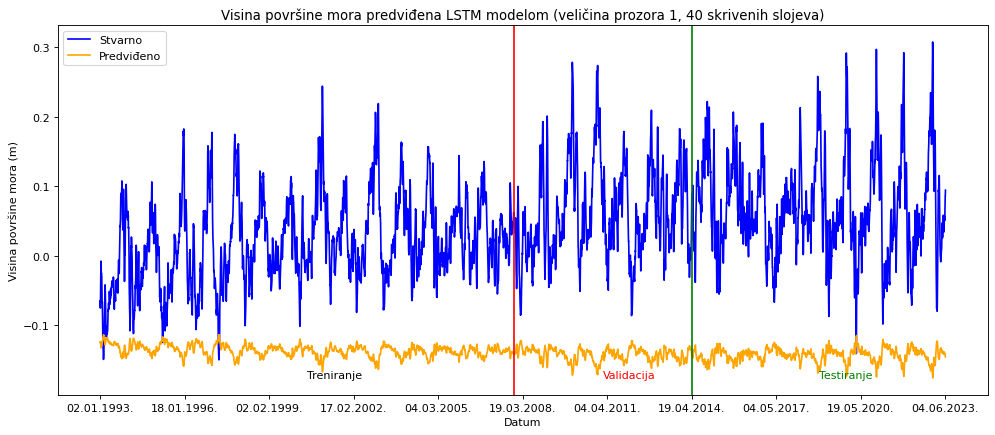 Visina površine mora predviđena LSTM modelom (veličina prozora 1, 40 skrivenih slojeva)
Stvarno
Predviđeno
Visina površine mora (m)
0.3
0.2
0.1
0.0
−0.1
Treniranje
Validacija
Testiranje
02.01.1993.
18.01.1996.
02.02.1999.
17.02.2002.
04.03.2005.
19.03.2008.
04.04.2011.
19.04.2014.
04.05.2017.
19.05.2020.
04.06.2023.
Datum